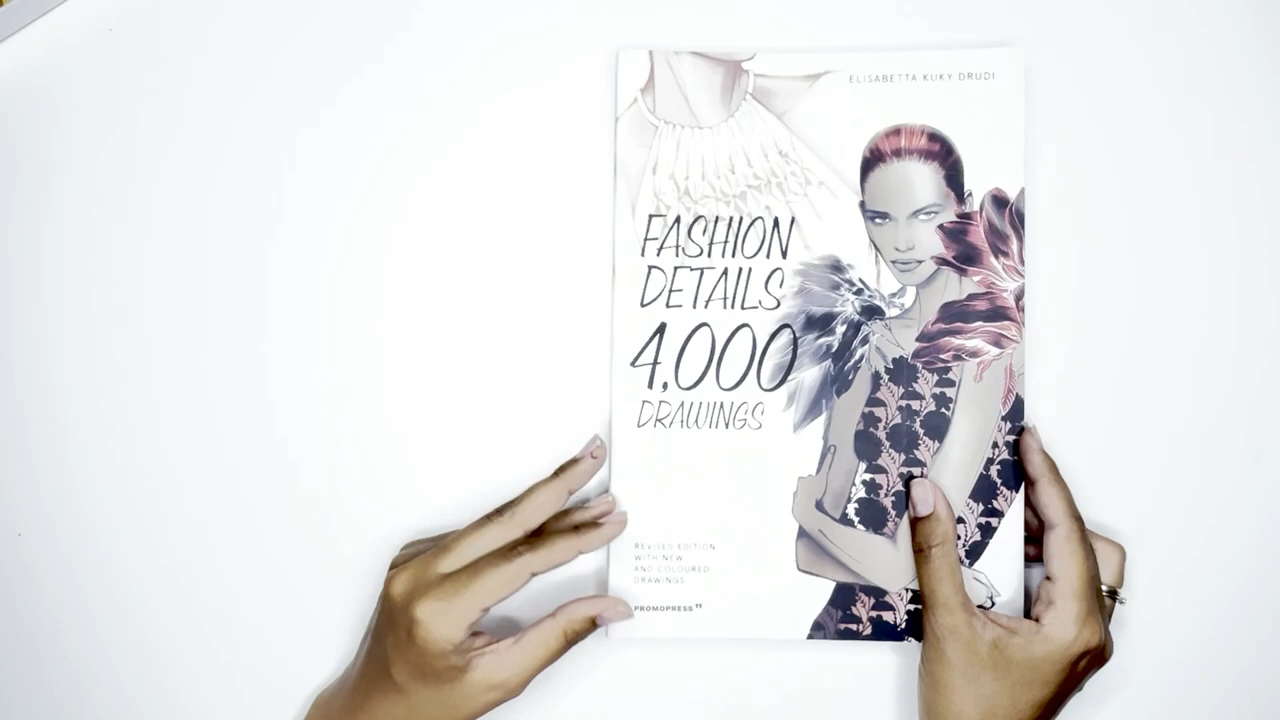 ELISABETTA KUKY DRUDI
FASHION
DETAILS
4,000
DRAWINGS
REVISED EDITION
WITH NEW
AND COLOURED
DRAWINGS
PROMOPRESS